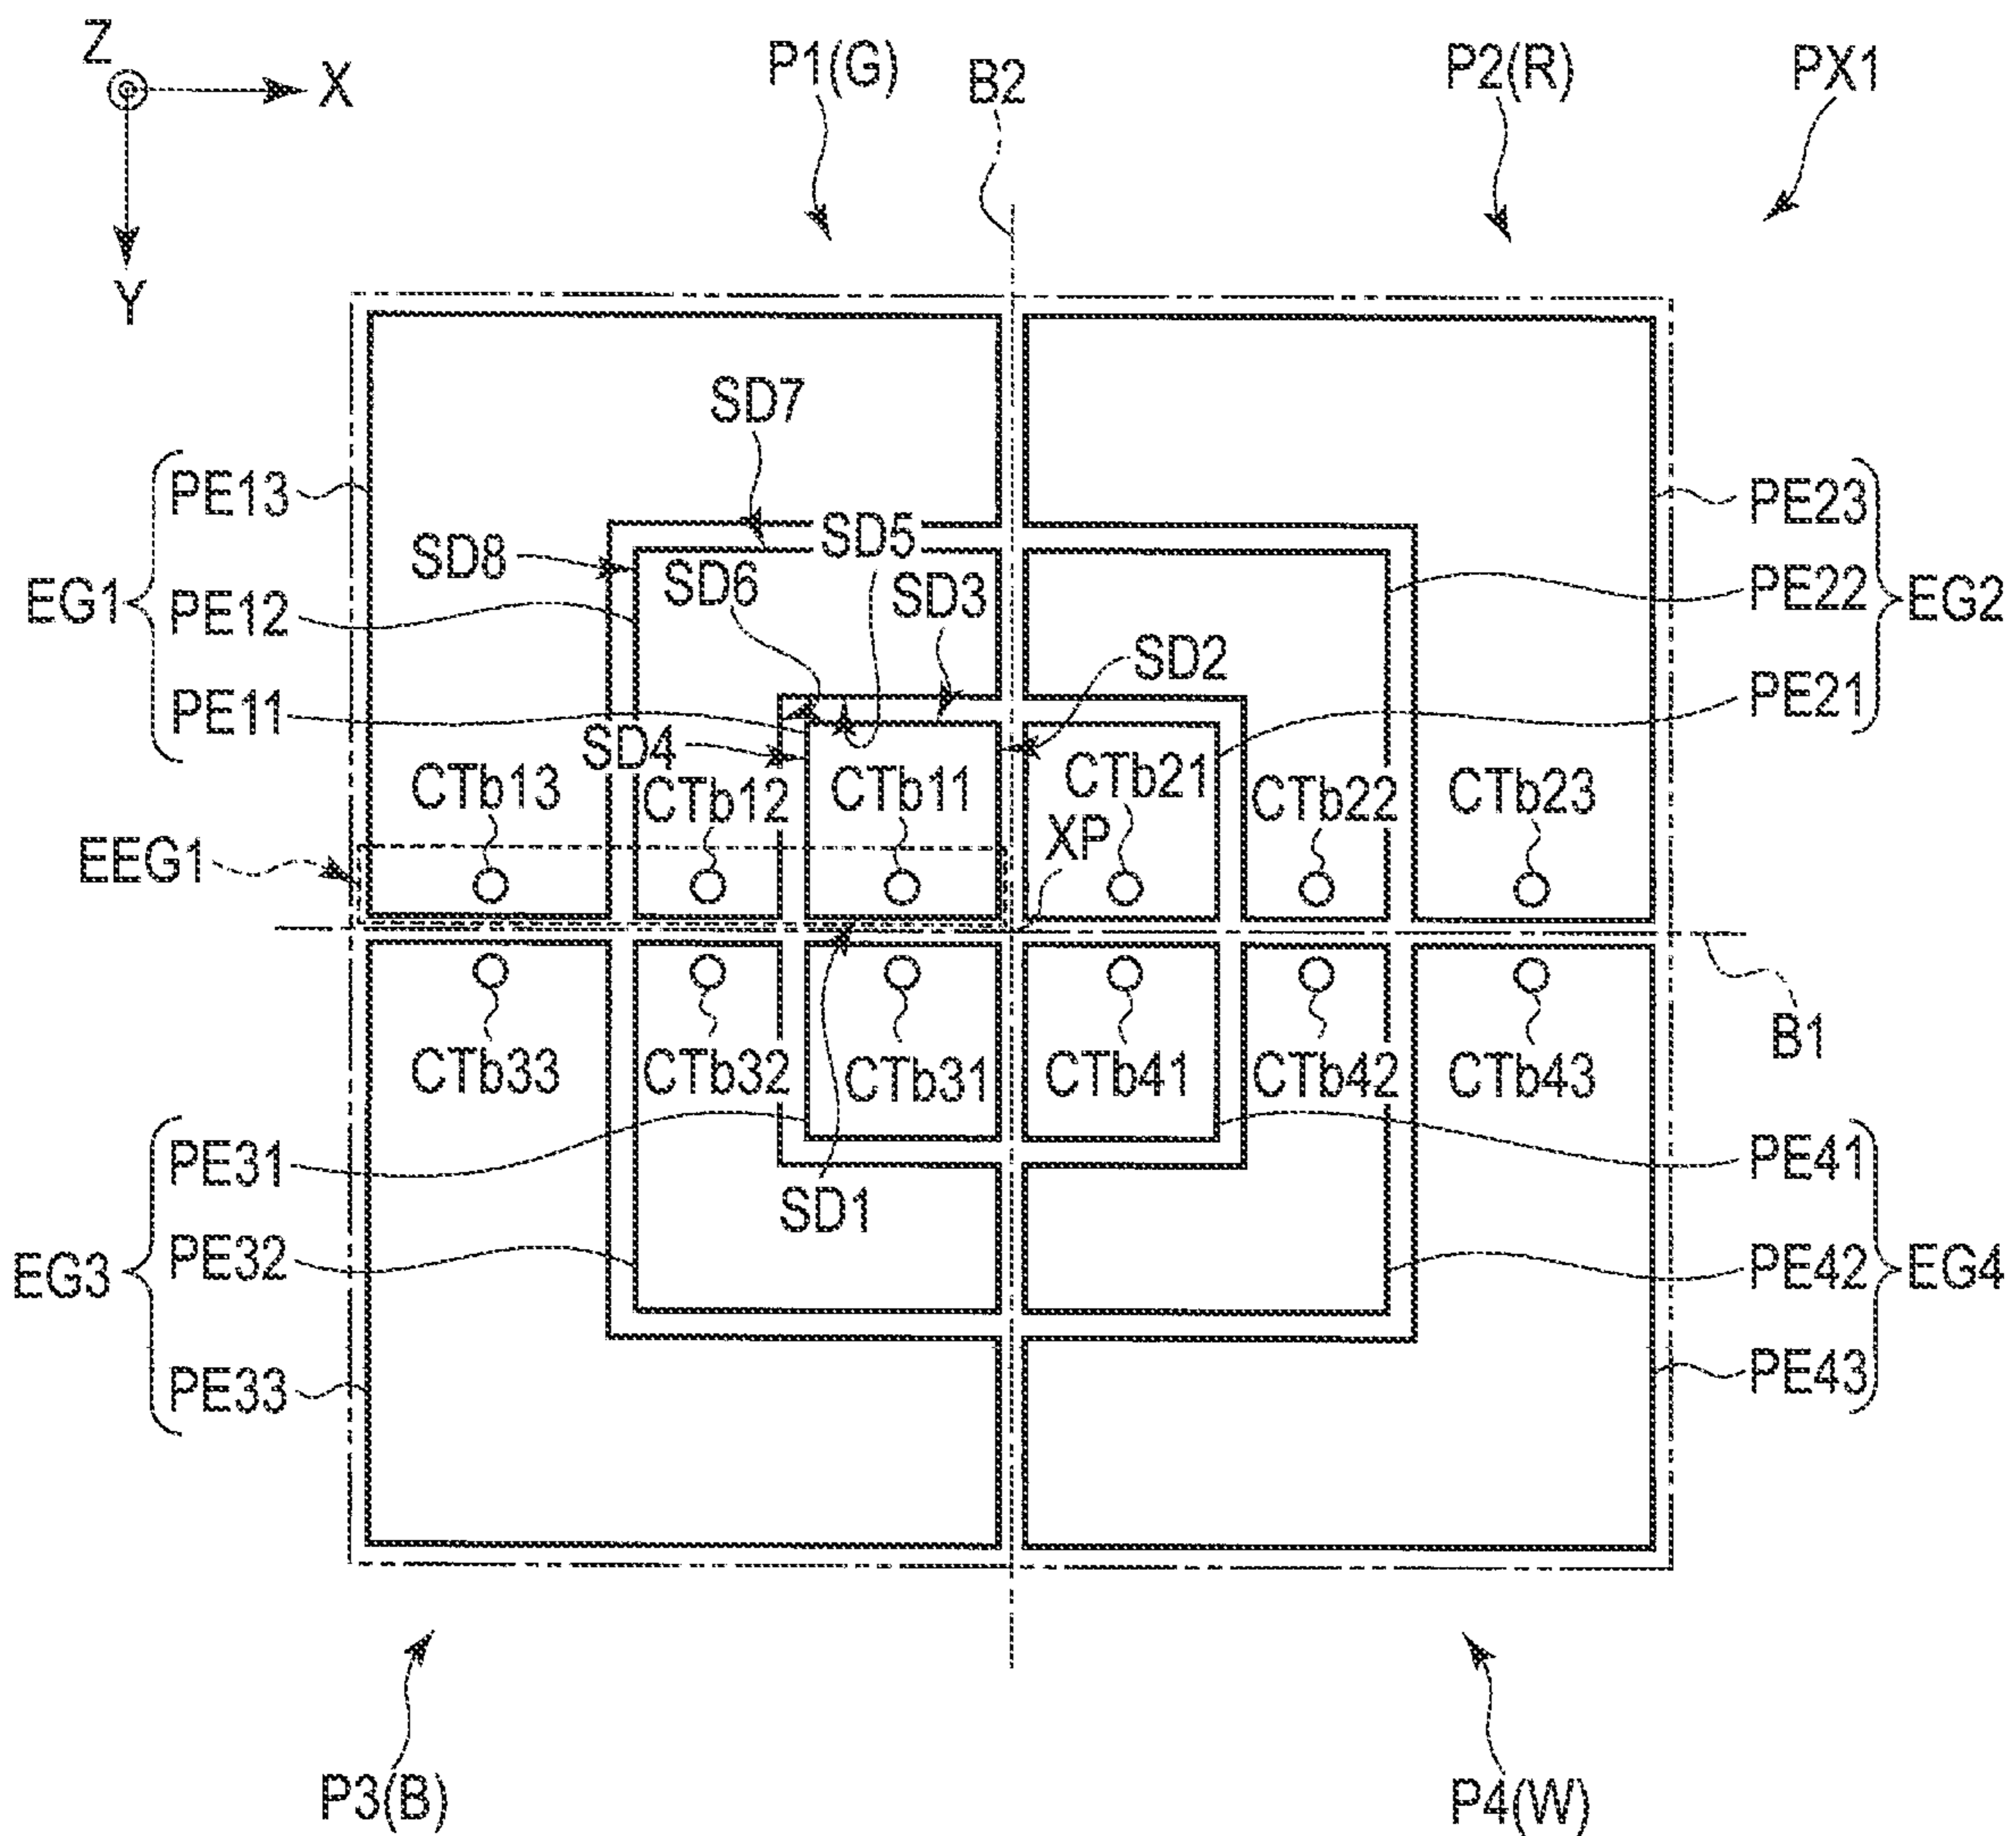 Z
X
Y
P1(G)
B2
P2(R)
PX1
SD7
PE13
PE23
SD8
SD5
SD6
SD3
EG1
PE12
PE22
EG2
SD2
PE11
PE21
SD4
CTb13
CTb12
CTb11
CTb21
CTb22
CTb23
XP
EEG1
B1
CTb33
CTb32
CTb31
CTb41
CTb42
CTb43
PE31
PE41
SD1
EG3
PE32
PE42
EG4
PE33
PE43
P3(B)
P4(W)